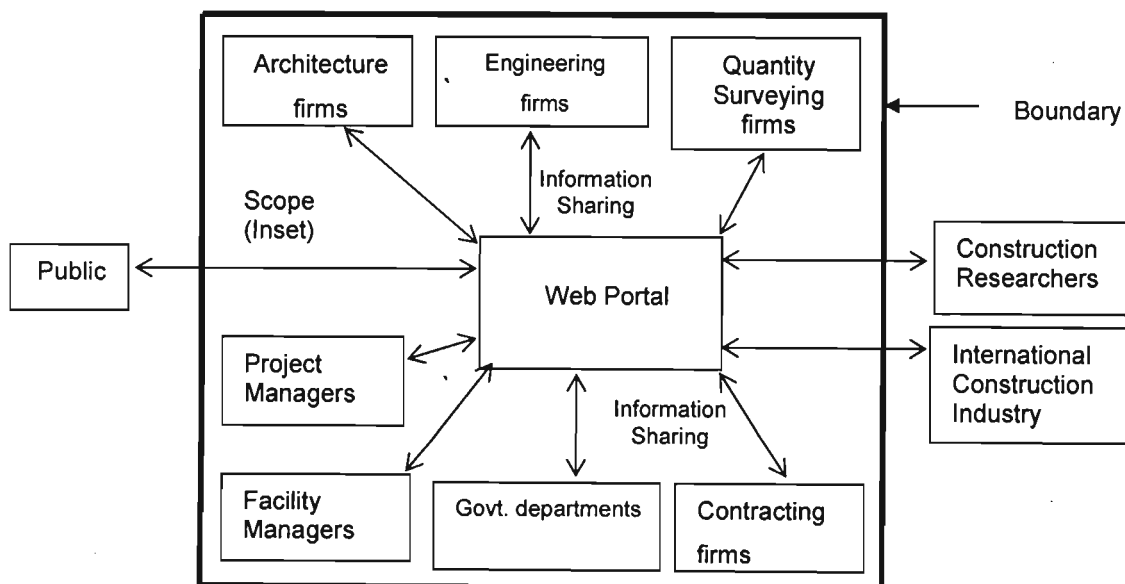 Architecture
firms
Engineering
firms
Quantity
Surveying
firms
Boundary
Information
Sharing
Scope
(Inset)
Public
Web Portal
Construction
Researchers
Project
Managers
International
Construction
Industry
Information
Sharing
Facility
Managers
Govt. departments
Contracting
firms